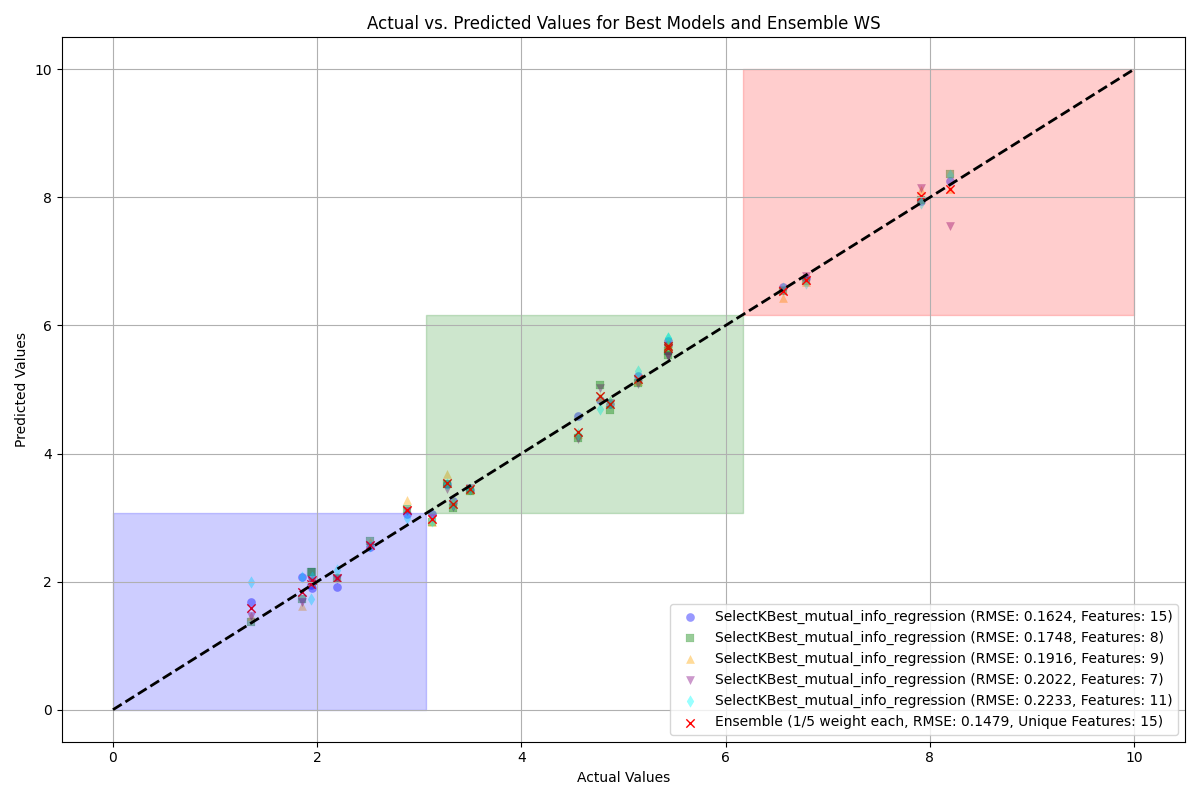 Actual vs. Predicted Values for Best Models and Ensemble WS
Predicted Values
10
8
6
4
2
0
0 2 4 6 8 10
Actual Values
SelectKBest_mutual_info_regression (RMSE: 0.1624, Features: 15)
SelectKBest_mutual_info_regression (RMSE: 0.1748, Features: 8)
SelectKBest_mutual_info_regression (RMSE: 0.1916, Features: 9)
SelectKBest_mutual_info_regression (RMSE: 0.2022, Features: 7)
SelectKBest_mutual_info_regression (RMSE: 0.2233, Features: 11)
Ensemble (1/5 weight each, RMSE: 0.1479, Unique Features: 15)